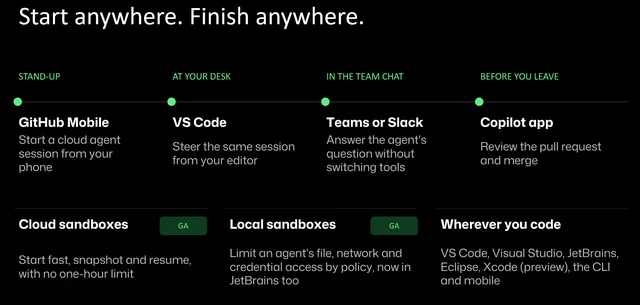 Start anywhere. Finish anywhere.
STAND-UP
GitHub Mobile
Start a cloud agent
session from your
phone
AT YOUR DESK
VS Code
Steer the same session
from your editor
IN THE TEAM CHAT
Teams or Slack
Answer the agent's
question without
switching tools
BEFORE YOU LEAVE
Copilot app
Review the pull request
and merge
Cloud sandboxes
GA
Start fast, snapshot and resume,
with no one-hour limit
Local sandboxes
GA
Limit an agent's file, network and
credential access by policy, now in
JetBrains too
Wherever you code
VS Code, Visual Studio, JetBrains,
Eclipse, Xcode (preview), the CLI
and mobile